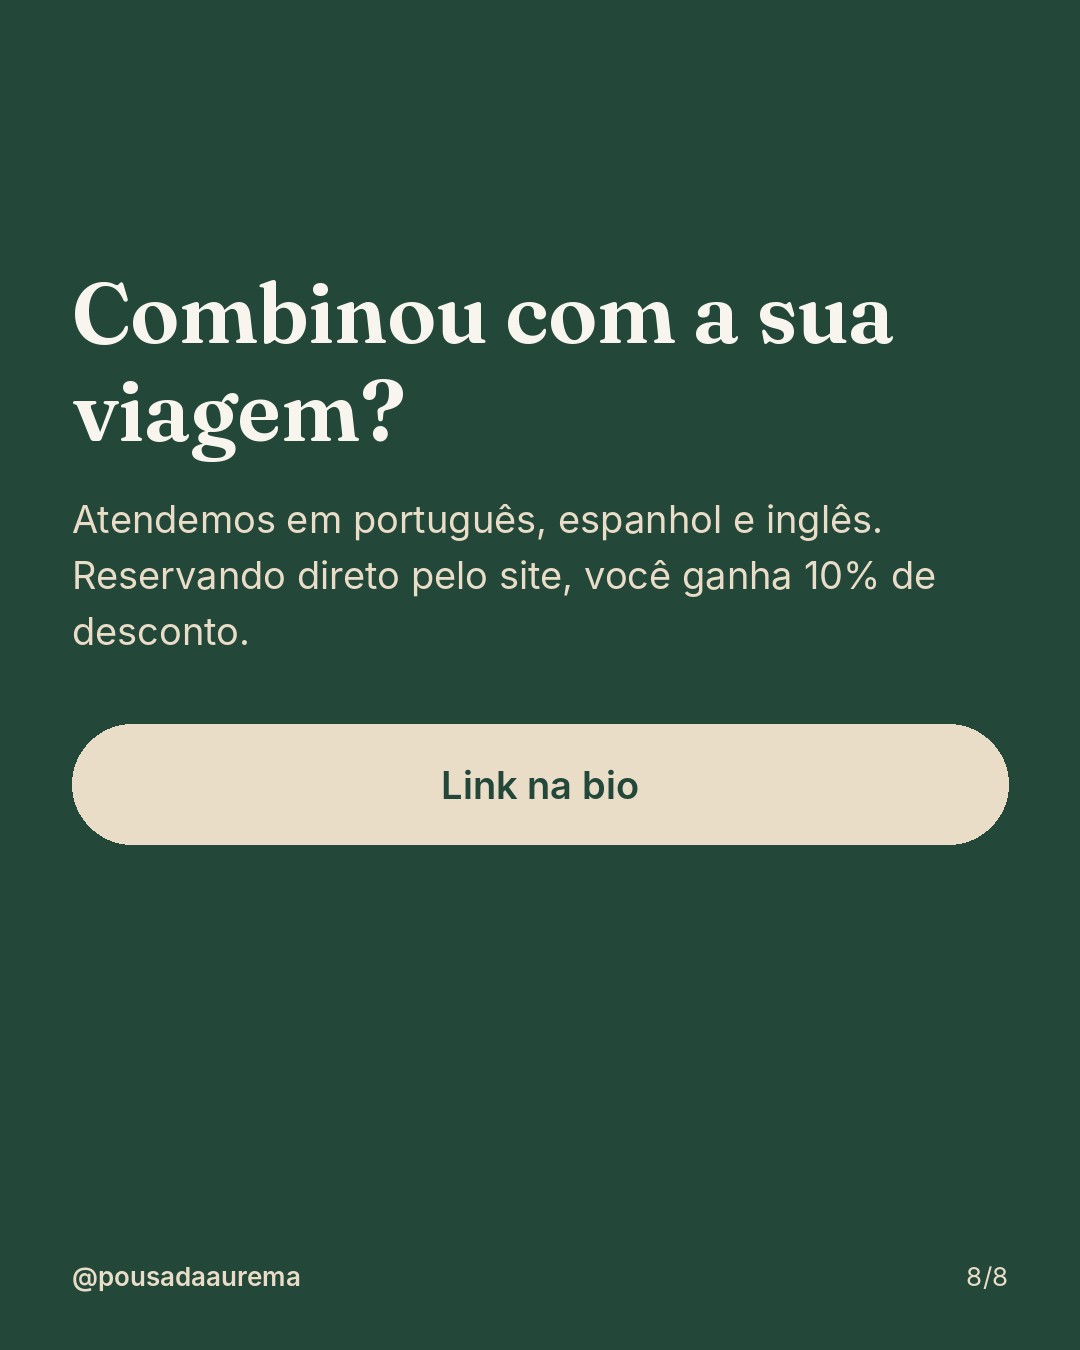 Combinou com a sua
viagem?
Atendemos em português, espanhol e inglês.
Reservando direto pelo site, você ganha 10% de
desconto.
Link na bio
@pousadaaurema
8/8